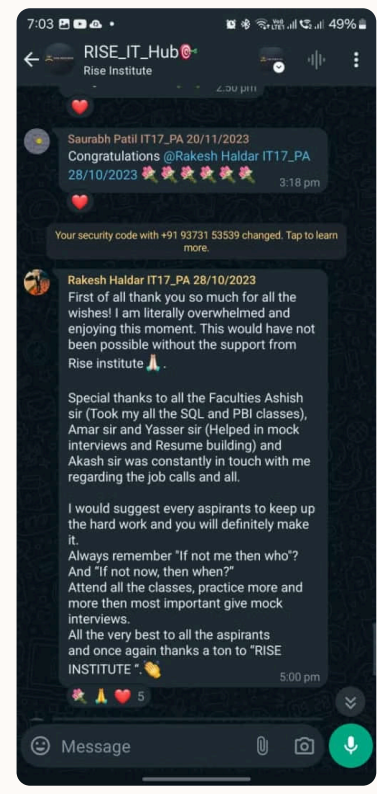 7:03
49%
RISE_IT_Hub🎯
Rise Institute
2:50 pm
Saurabh Patil IT17_PA 20/11/2023
Congratulations @Rakesh Haldar IT17_PA
28/10/2023 💐💐💐💐💐💐
3:18 pm
Your security code with +91 93731 53539 changed. Tap to learn
more.
Rakesh Haldar IT17_PA 28/10/2023
First of all thank you so much for all the
wishes! I am literally overwhelmed and
enjoying this moment. This would have not
been possible without the support from
Rise institute🙏🏻.
Special thanks to all the Faculties Ashish
sir (Took my all the SQL and PBI classes),
Amar sir and Yasser sir (Helped in mock
interviews and Resume building) and
Akash sir was constantly in touch with me
regarding the job calls and all.
I would suggest every aspirants to keep up
the hard work and you will definitely make
it.
Always remember "If not me then who"?
And "If not now, then when?"
Attend all the classes, practice more and
more then most important give mock
interviews.
All the very best to all the aspirants
and once again thanks a ton to "RISE
INSTITUTE ".👏
5:00 pm
💐🙏❤️ 5
Message